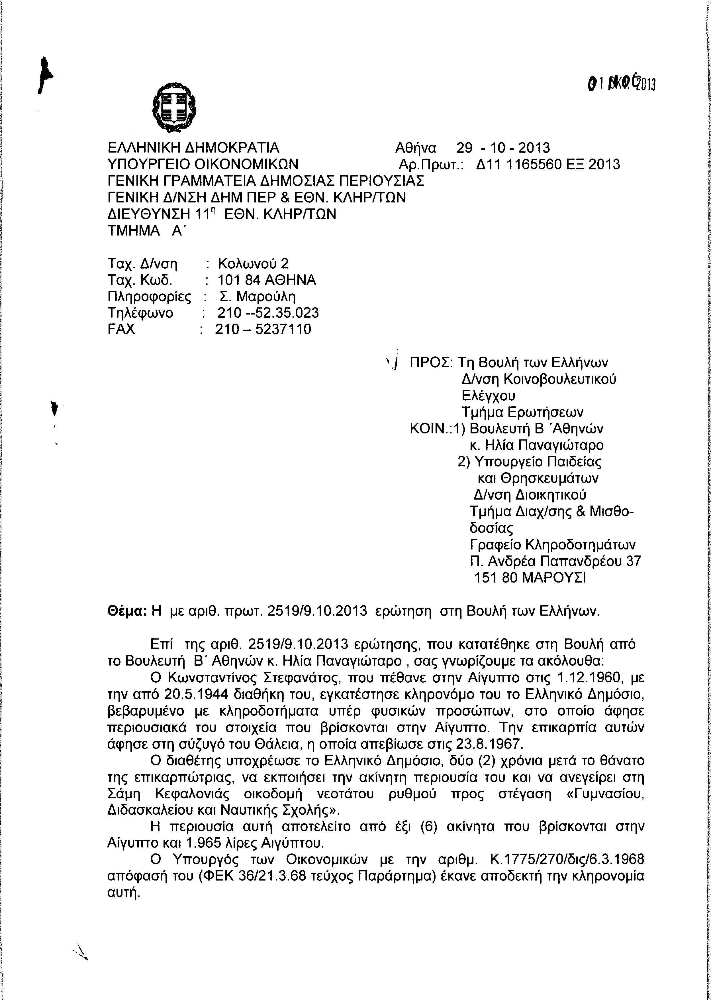 2013
ΕΛΛΗΝΙΚΗ ΔΗΜΟΚΡΑΤΙΑ Αθήνα 29 - 10 - 2013
ΥΠΟΥΡΓΕΙΟ ΟΙΚΟΝΟΜΙΚΩΝ Αρ.Πρωτ.: Δ11 1165560 ΕΞ 2013
ΓΕΝΙΚΗ ΓΡΑΜΜΑΤΕΙΑ ΔΗΜΟΣΙΑΣ ΠΕΡΙΟΥΣΙΑΣ
ΓΕΝΙΚΗ Δ/ΝΣΗ ΔΗΜ ΠΕΡ & ΕΘΝ. ΚΛΗΡ/ΤΩΝ
ΔΙΕΥΘΥΝΣΗ 11η ΕΘΝ. ΚΛΗΡ/ΤΩΝ
ΤΜΗΜΑ Α΄
Ταχ. Δ/νση : Κολωνού 2
Ταχ. Κωδ. : 101 84 ΑΘΗΝΑ
Πληροφορίες : Σ. Μαρούλη
Τηλέφωνο : 210 –52.35.023
FAX : 210 – 5237110
ΠΡΟΣ: Τη Βουλή των Ελλήνων
Δ/νση Κοινοβουλευτικού
Ελέγχου
Τμήμα Ερωτήσεων
ΚΟΙΝ.:1) Βουλευτή Β ΄Αθηνών
κ. Ηλία Παναγιώταρο
2) Υπουργείο Παιδείας
και Θρησκευμάτων
Δ/νση Διοικητικού
Τμήμα Διαχ/σης & Μισθο-
δοσίας
Γραφείο Κληροδοτημάτων
Π. Ανδρέα Παπανδρέου 37
151 80 ΜΑΡΟΥΣΙ
Θέμα: Η με αριθ. πρωτ. 2519/9.10.2013 ερώτηση στη Βουλή των Ελλήνων.
Επί της αριθ. 2519/9.10.2013 ερώτησης, που κατατέθηκε στη Βουλή από
το Βουλευτή Β΄ Αθηνών κ. Ηλία Παναγιώταρο , σας γνωρίζουμε τα ακόλουθα:
Ο Κωνσταντίνος Στεφανάτος, που πέθανε στην Αίγυπτο στις 1.12.1960, με
την από 20.5.1944 διαθήκη του, εγκατέστησε κληρονόμο του το Ελληνικό Δημόσιο,
βεβαρυμένο με κληροδοτήματα υπέρ φυσικών προσώπων, στο οποίο άφησε
περιουσιακά του στοιχεία που βρίσκονται στην Αίγυπτο. Την επικαρπία αυτών
άφησε στη σύζυγό του Θάλεια, η οποία απεβίωσε στις 23.8.1967.
Ο διαθέτης υποχρέωσε το Ελληνικό Δημόσιο, δύο (2) χρόνια μετά το θάνατο
της επικαρπώτριας, να εκποιήσει την ακίνητη περιουσία του και να ανεγείρει στη
Σάμη Κεφαλονιάς οικοδομή νεοτάτου ρυθμού προς στέγαση «Γυμνασίου,
Διδασκαλείου και Ναυτικής Σχολής».
Η περιουσία αυτή αποτελείτο από έξι (6) ακίνητα που βρίσκονται στην
Αίγυπτο και 1.965 λίρες Αιγύπτου.
Ο Υπουργός των Οικονομικών με την αριθμ. Κ.1775/270/δις/6.3.1968
απόφασή του (ΦΕΚ 36/21.3.68 τεύχος Παράρτημα) έκανε αποδεκτή την κληρονομία
αυτή.